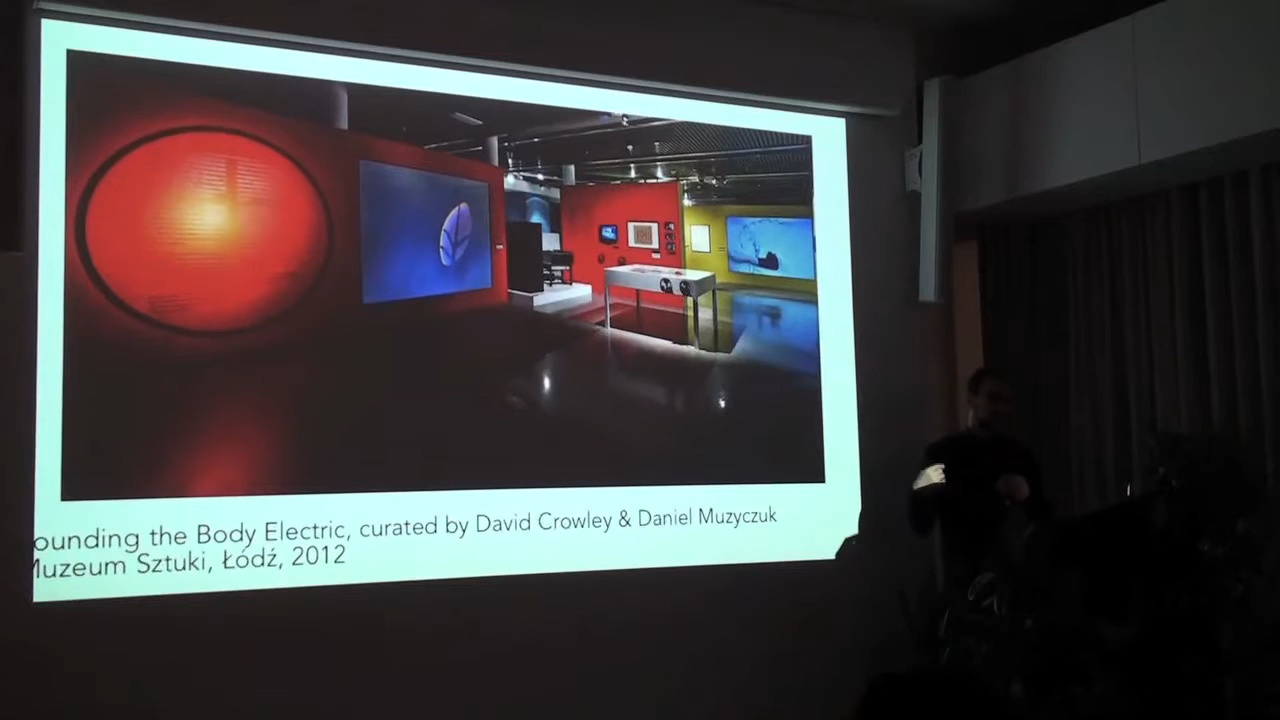 ounding the Body Electric, curated by David Crowley & Daniel Muzyczuk
Muzeum Sztuki, Łódź, 2012